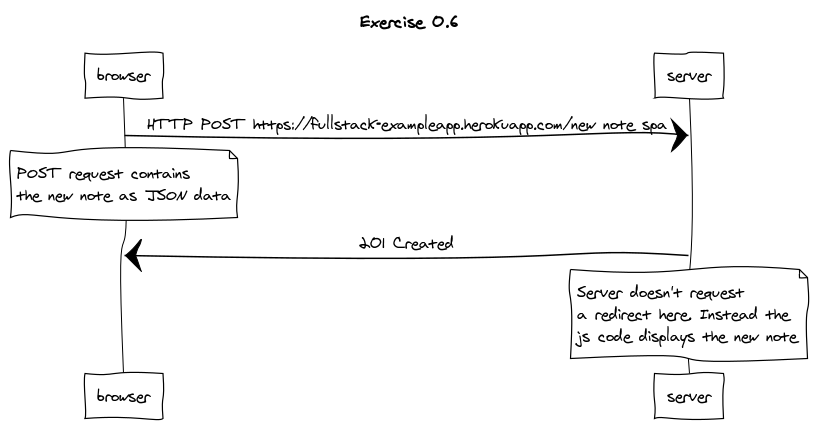 Exercise 0.6
browser
server
HTTP POST https://fullstack-exampleapp.herokuapp.com/new note spa
POST request contains
the new note as JSON data
201 Created
Server doesn't request
a redirect here. Instead the
js code displays the new note
browser
server